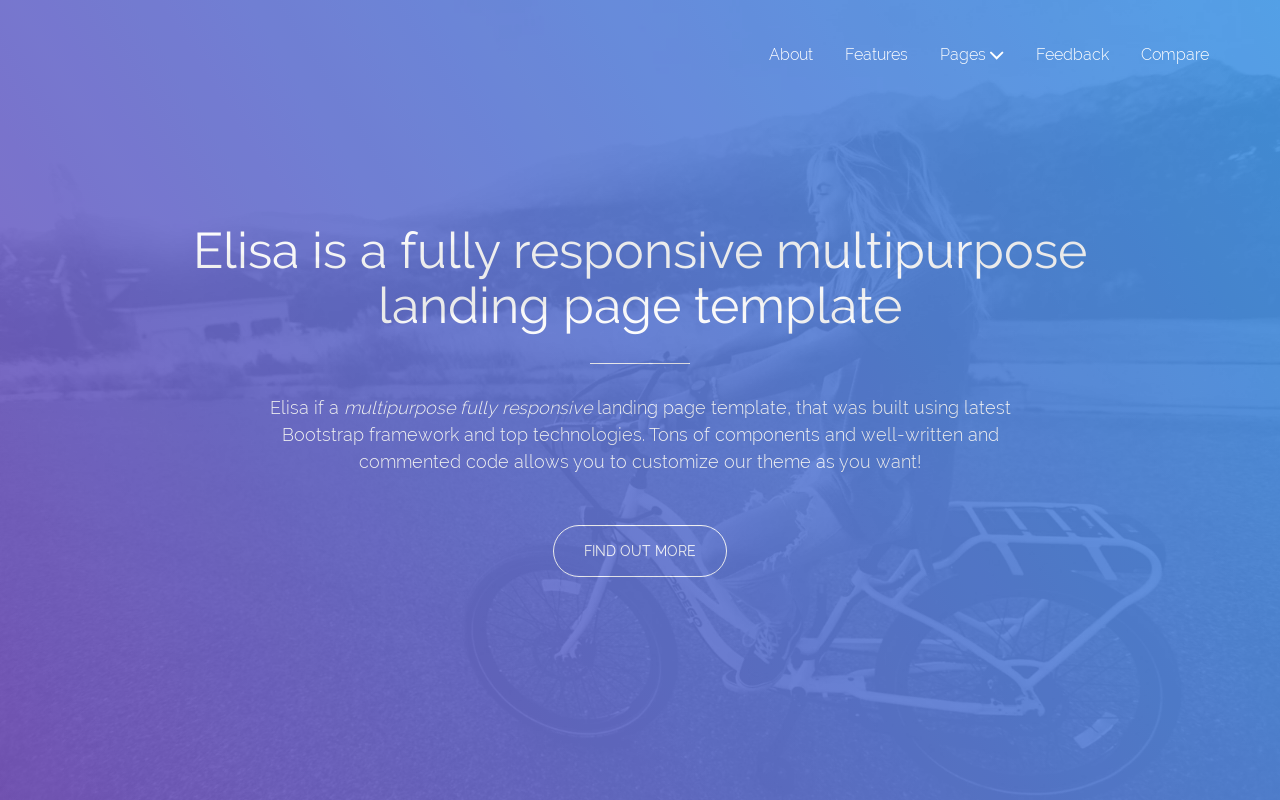 About Features Pages Feedback Compare
Elisa is a fully responsive multipurpose
landing page template
Elisa if a multipurpose fully responsive landing page template, that was built using latest
Bootstrap framework and top technologies. Tons of components and well-written and
commented code allows you to customize our theme as you want!
FIND OUT MORE